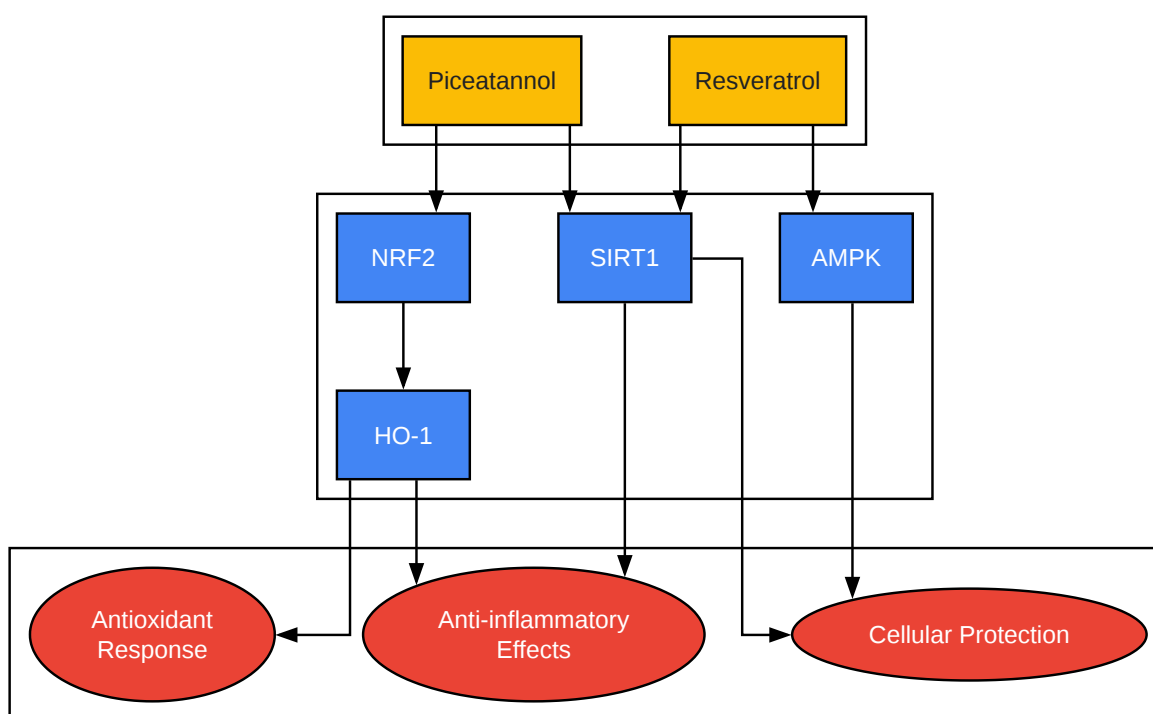 Piceatannol
Resveratrol
NRF2
SIRT1
AMPK
HO-1
Antioxidant
Response
Anti-inflammatory
Effects
Cellular Protection